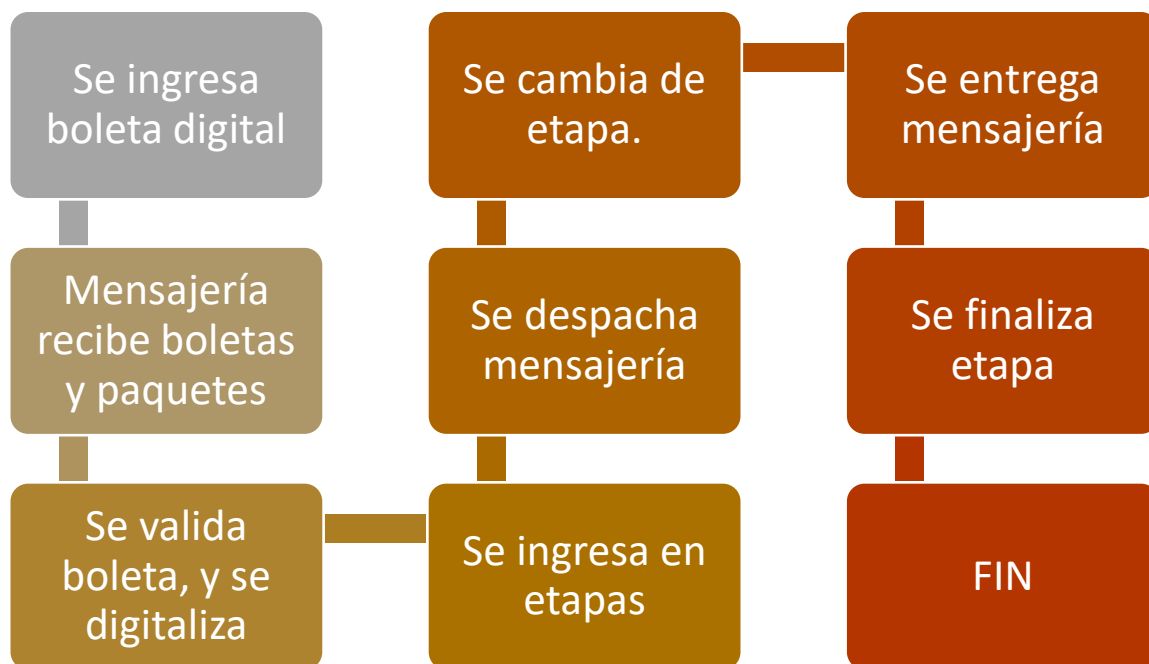 Se ingresa
boleta digital
Mensajería
recibe boletas
y paquetes
Se valida
boleta, y se
digitaliza
Se ingresa en
etapas
Se despacha
mensajería
Se cambia de
etapa.
Se entrega
mensajería
Se finaliza
etapa
FIN